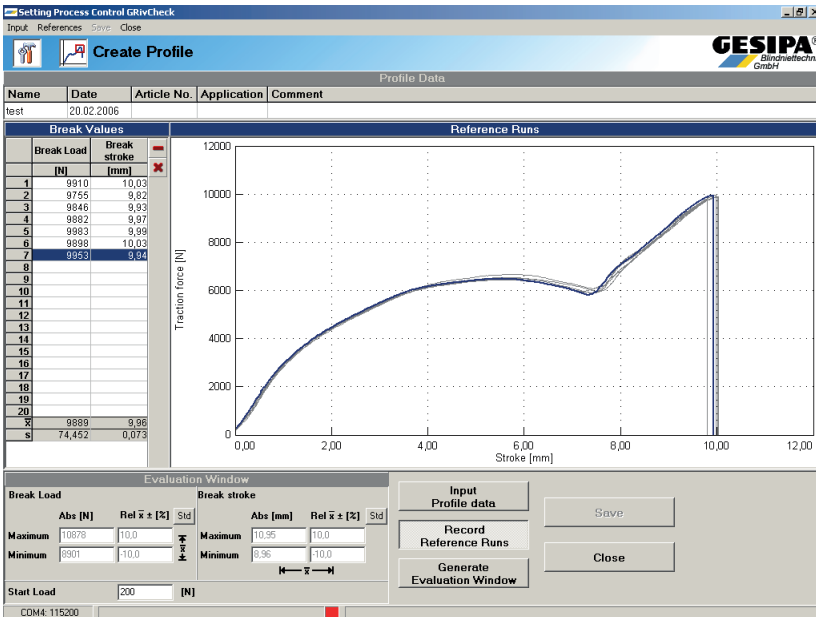 Setting Process Control GRivCheck
Input References Save Close
Create Profile
GESIPA®
Blindniettechnik
GmbH
Profile Data
Name Date Article No. Application Comment
test 20.02.2006
Break Values
Break Load Break stroke
[N] [mm]
1 9910 10,03
2 9755 9,82
3 9846 9,93
4 9882 9,97
5 9983 9,99
6 9898 10,03
7 9953 9,94
8
9
10
11
12
13
14
15
16
17
18
19
20
x̄ 9889 9,96
s 74,452 0,073
Reference Runs
12000
10000
8000
6000
4000
2000
0
Traction force [N]
0,00 2,00 4,00 6,00 8,00 10,00 12,00
Stroke [mm]
Evaluation Window
Break Load
Abs [N] Rel x̄ ± [%] Std
Maximum 10878 10,0
Minimum 8901 -10,0
x̄
Break stroke
Abs [mm] Rel x̄ ± [%] Std
Maximum 10,95 10,0
Minimum 8,96 -10,0
x̄
Start Load 200 [N]
Input
Profile data
Record
Reference Runs
Generate
Evaluation Window
Save
Close
COM4: 115200